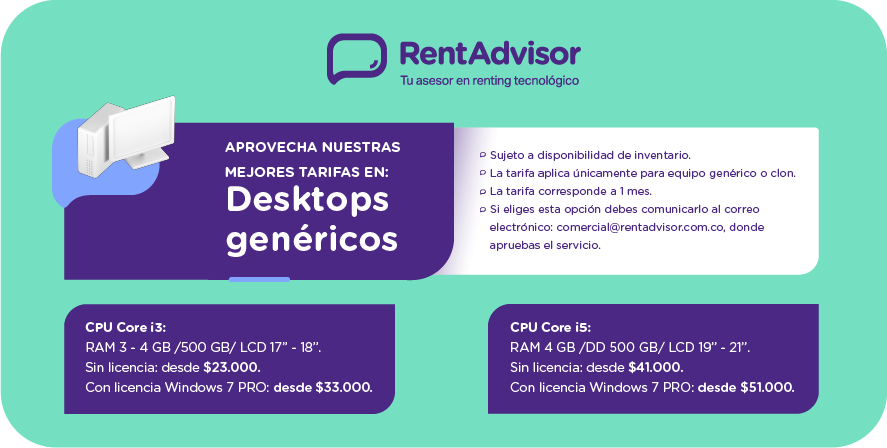 RentAdvisor
Tu asesor en renting tecnológico
APROVECHA NUESTRAS
MEJORES TARIFAS EN:
Desktops
genéricos
Sujeto a disponibilidad de inventario.
La tarifa aplica únicamente para equipo genérico o clon.
La tarifa corresponde a 1 mes.
Si eliges esta opción debes comunicarlo al correo
electrónico: comercial@rentadvisor.com.co, donde
apruebas el servicio.
CPU Core i3:
RAM 3 - 4 GB /500 GB/ LCD 17” - 18”.
Sin licencia: desde $23.000.
Con licencia Windows 7 PRO: desde $33.000.
CPU Core i5:
RAM 4 GB /DD 500 GB/ LCD 19” - 21”.
Sin licencia: desde $41.000.
Con licencia Windows 7 PRO: desde $51.000.